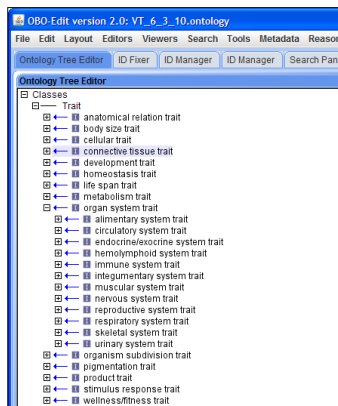 OBO-Edit version 2.0: VT_6_3_10.ontology
File Edit Layout Editors Viewers Search Tools Metadata Reason
Ontology Tree Editor ID Fixer ID Manager ID Manager Search Pan
Ontology Tree Editor
Classes
Trait
anatomical relation trait
body size trait
cellular trait
connective tissue trait
development trait
homeostasis trait
life span trait
metabolism trait
organ system trait
alimentary system trait
circulatory system trait
endocrine/exocrine system trait
hemolymphoid system trait
immune system trait
integumentary system trait
muscular system trait
nervous system trait
reproductive system trait
respiratory system trait
skeletal system trait
urinary system trait
organism subdivision trait
pigmentation trait
product trait
stimulus response trait
wellness/fitness trait